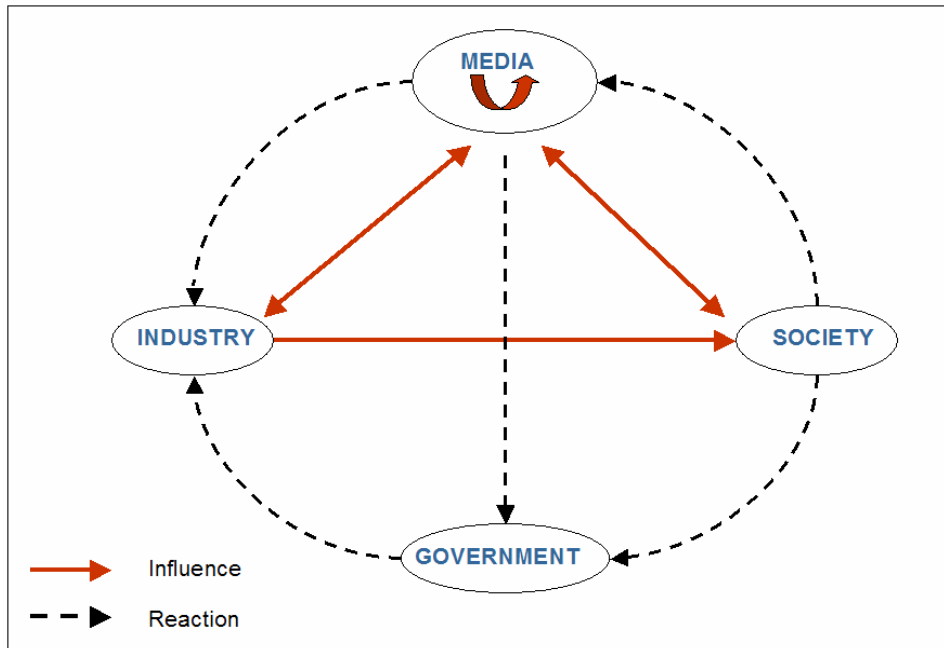 MEDIA
INDUSTRY
SOCIETY
GOVERNMENT
Influence
Reaction